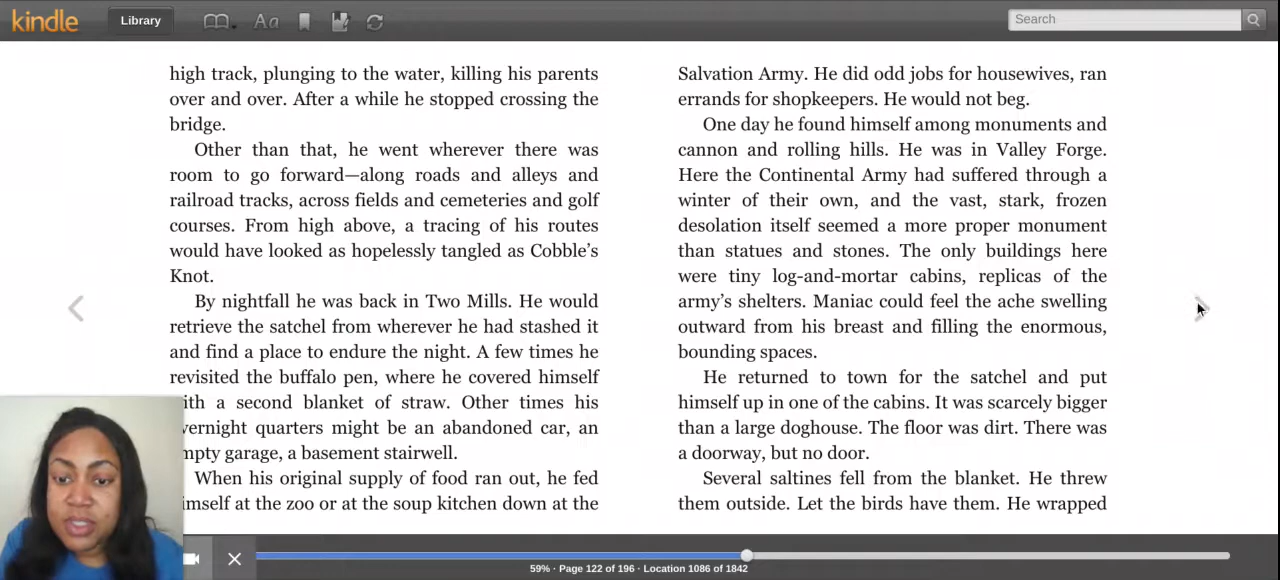 kindle
Library
Aa
Search
high track, plunging to the water, killing his parents
over and over. After a while he stopped crossing the
bridge.
Other than that, he went wherever there was
room to go forward—along roads and alleys and
railroad tracks, across fields and cemeteries and golf
courses. From high above, a tracing of his routes
would have looked as hopelessly tangled as Cobble's
Knot.
By nightfall he was back in Two Mills. He would
retrieve the satchel from wherever he had stashed it
and find a place to endure the night. A few times he
revisited the buffalo pen, where he covered himself
ith a second blanket of straw. Other times his
vernight quarters might be an abandoned car, an
mpty garage, a basement stairwell.
When his original supply of food ran out, he fed
imself at the zoo or at the soup kitchen down at the
Salvation Army. He did odd jobs for housewives, ran
errands for shopkeepers. He would not beg.
One day he found himself among monuments and
cannon and rolling hills. He was in Valley Forge.
Here the Continental Army had suffered through a
winter of their own, and the vast, stark, frozen
desolation itself seemed a more proper monument
than statues and stones. The only buildings here
were tiny log-and-mortar cabins, replicas of the
army's shelters. Maniac could feel the ache swelling
outward from his breast and filling the enormous,
bounding spaces.
He returned to town for the satchel and put
himself up in one of the cabins. It was scarcely bigger
than a large doghouse. The floor was dirt. There was
a doorway, but no door.
Several saltines fell from the blanket. He threw
them outside. Let the birds have them. He wrapped
59% · Page 122 of 196 · Location 1086 of 1842